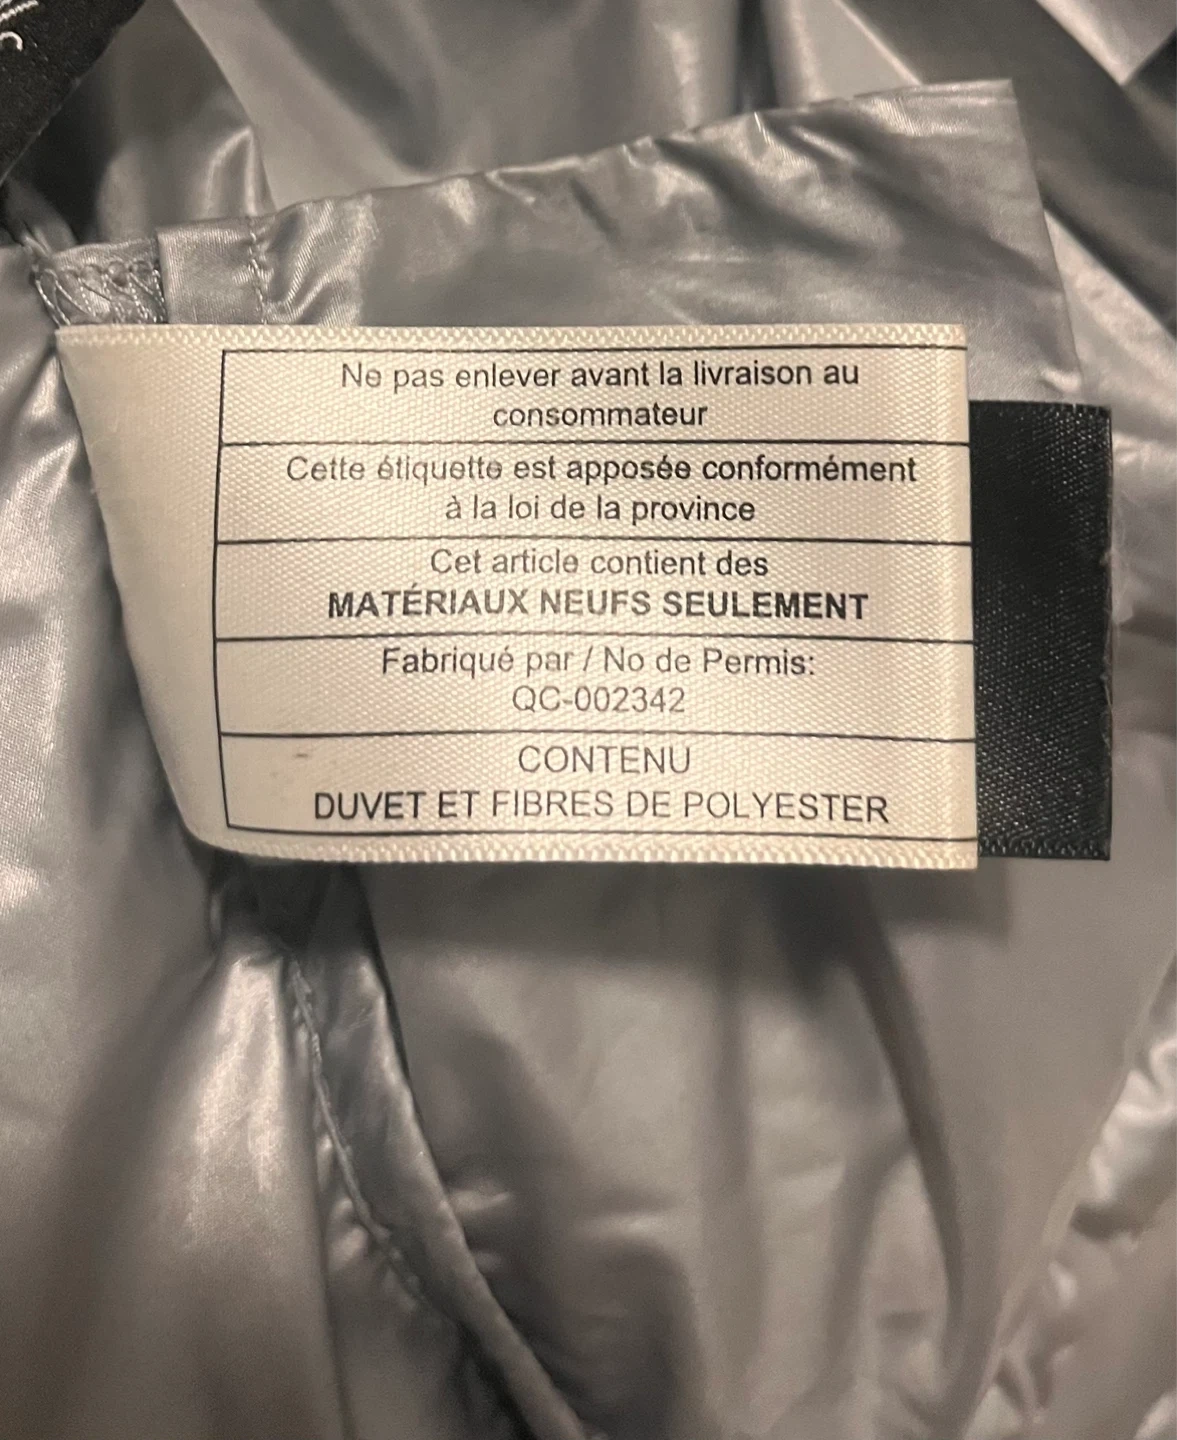 Ne pas enlever avant la livraison au
consommateur
Cette étiquette est apposée conformément
à la loi de la province
Cet article contient des
MATÉRIAUX NEUFS SEULEMENT
Fabriqué par / No de Permis:
QC-002342
CONTENU
DUVET ET FIBRES DE POLYESTER